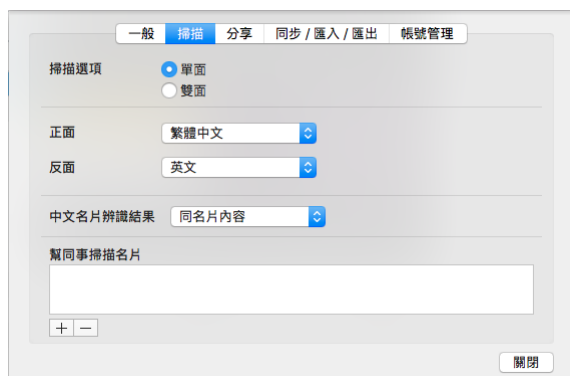 一般 掃描 分享 同步 / 匯入 / 匯出 帳號管理
掃描選項 單面
雙面
正面 繁體中文
反面 英文
中文名片辨識結果 同名片內容
幫同事掃描名片
+ −
關閉